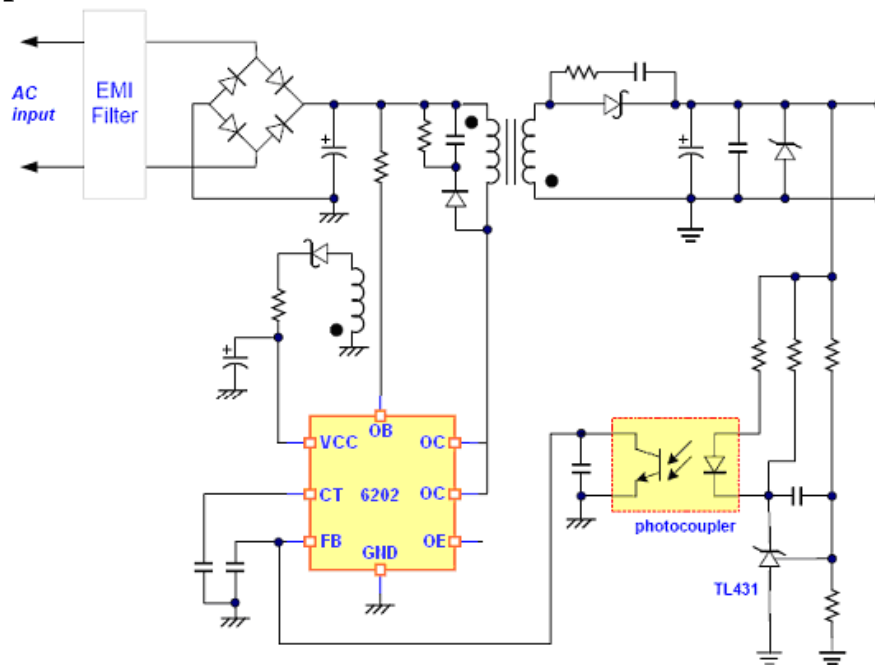 AC
input
EMI
Filter
OB
VCC
OC
CT
6202
OC
FB
GND
OE
photocoupler
TL431
+
+
+